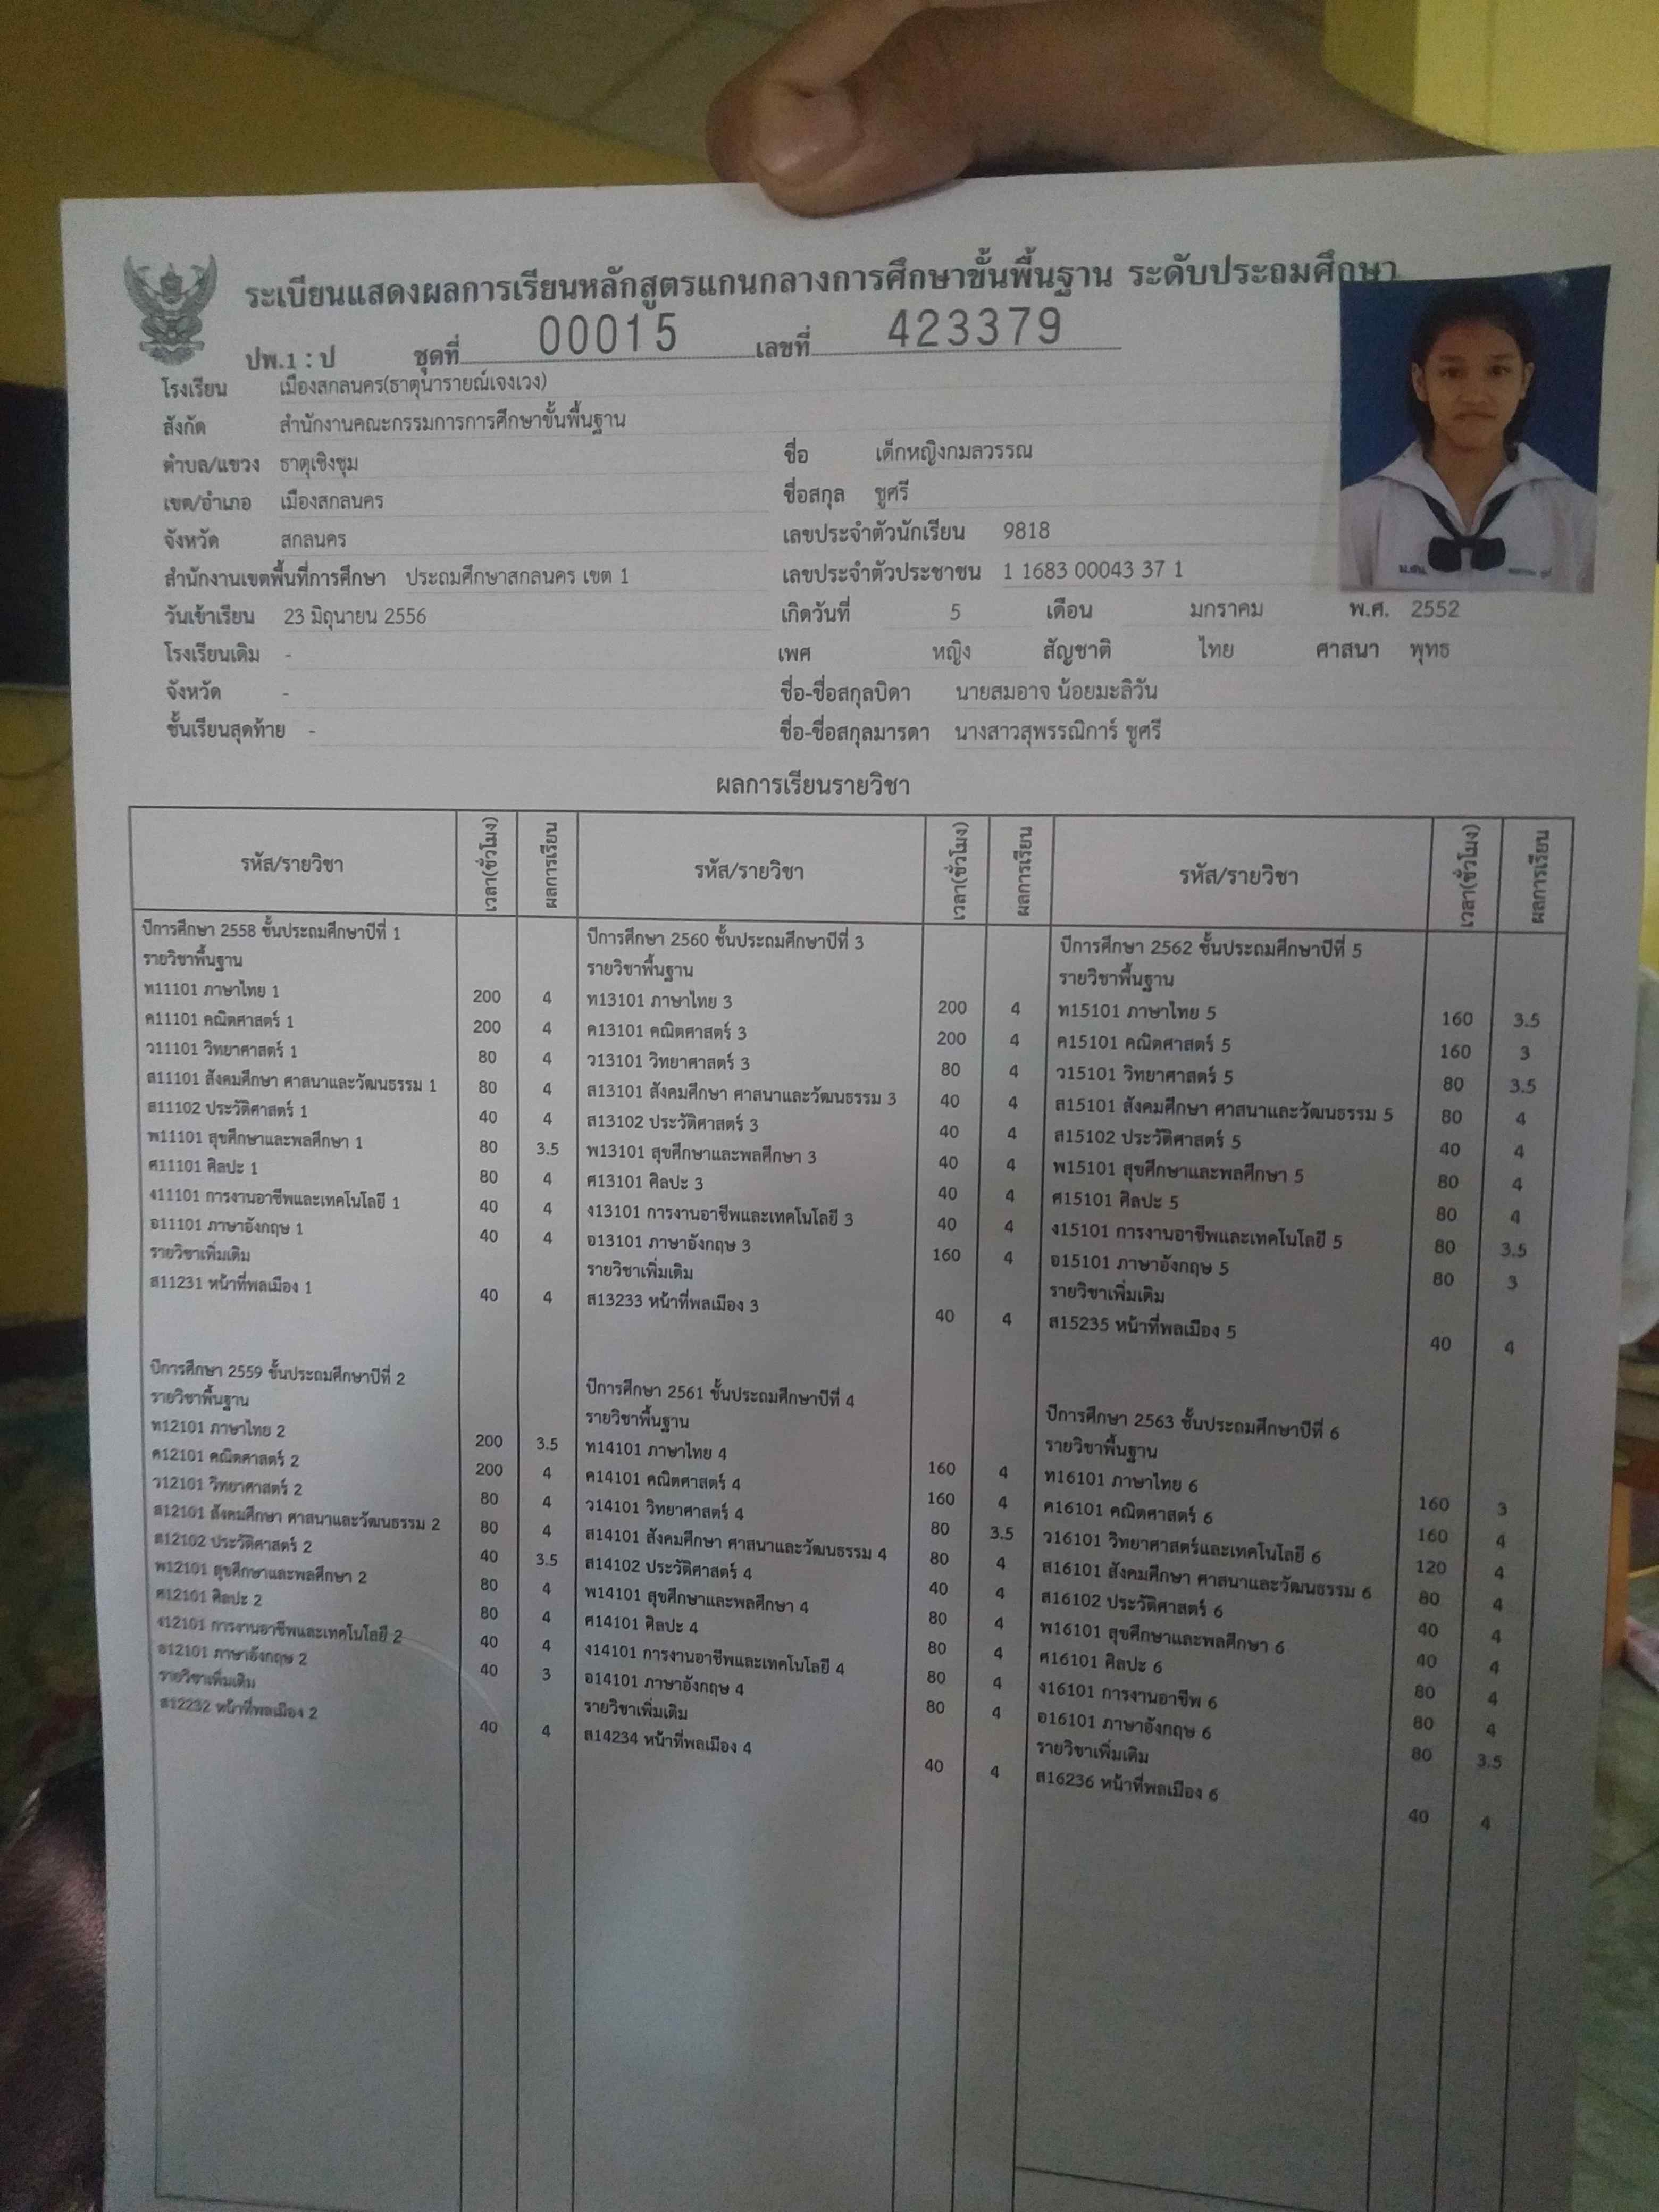 ระเบียนแสดงผลการเรียนหลักสูตรแกนกลางการศึกษาขั้นพื้นฐาน ระดับประถมศึกษา
ปพ.1 : ป ชุดที่ 00015 เลขที่ 423379
โรงเรียน เมืองสกลนคร(ธาตุนารายณ์เจงเวง)
สังกัด สำนักงานคณะกรรมการการศึกษาขั้นพื้นฐาน
ตำบล/แขวง ธาตุเชิงชุม
เขต/อำเภอ เมืองสกลนคร
จังหวัด สกลนคร
สำนักงานเขตพื้นที่การศึกษา ประถมศึกษาสกลนคร เขต 1
วันเข้าเรียน 23 มิถุนายน 2556
โรงเรียนเดิม -
จังหวัด -
ชั้นเรียนสุดท้าย -
ชื่อ เด็กหญิงกมลวรรณ
ชื่อสกุล ชูศรี
เลขประจำตัวนักเรียน 9818
เลขประจำตัวประชาชน 1 1683 00043 37 1
เกิดวันที่ 5 เดือน มกราคม พ.ศ. 2552
เพศ หญิง สัญชาติ ไทย ศาสนา พุทธ
ชื่อ-ชื่อสกุลบิดา นายสมอาจ น้อยมะลิวัน
ชื่อ-ชื่อสกุลมารดา นางสาวสุพรรณิการ์ ชูศรี
ผลการเรียนรายวิชา
รหัส/รายวิชา เวลา(ชั่วโมง) ผลการเรียน
ปีการศึกษา 2558 ชั้นประถมศึกษาปีที่ 1
รายวิชาพื้นฐาน
ท11101 ภาษาไทย 1 200 4
ค11101 คณิตศาสตร์ 1 200 4
ว11101 วิทยาศาสตร์ 1 80 4
ส11101 สังคมศึกษา ศาสนาและวัฒนธรรม 1 80 4
ส11102 ประวัติศาสตร์ 1 40 4
พ11101 สุขศึกษาและพลศึกษา 1 80 3.5
ศ11101 ศิลปะ 1 80 4
ง11101 การงานอาชีพและเทคโนโลยี 1 40 4
อ11101 ภาษาอังกฤษ 1 40 4
รายวิชาเพิ่มเติม
ส11231 หน้าที่พลเมือง 1 40 4
ปีการศึกษา 2559 ชั้นประถมศึกษาปีที่ 2
รายวิชาพื้นฐาน
ท12101 ภาษาไทย 2 200 3.5
ค12101 คณิตศาสตร์ 2 200 4
ว12101 วิทยาศาสตร์ 2 80 4
ส12101 สังคมศึกษา ศาสนาและวัฒนธรรม 2 80 4
ส12102 ประวัติศาสตร์ 2 40 3.5
พ12101 สุขศึกษาและพลศึกษา 2 80 4
ศ12101 ศิลปะ 2 80 4
ง12101 การงานอาชีพและเทคโนโลยี 2 40 4
อ12101 ภาษาอังกฤษ 2 40 3
รายวิชาเพิ่มเติม
ส12232 หน้าที่พลเมือง 2 40 4
รหัส/รายวิชา เวลา(ชั่วโมง) ผลการเรียน
ปีการศึกษา 2560 ชั้นประถมศึกษาปีที่ 3
รายวิชาพื้นฐาน
ท13101 ภาษาไทย 3 200 4
ค13101 คณิตศาสตร์ 3 200 4
ว13101 วิทยาศาสตร์ 3 80 4
ส13101 สังคมศึกษา ศาสนาและวัฒนธรรม 3 40 4
ส13102 ประวัติศาสตร์ 3 40 4
พ13101 สุขศึกษาและพลศึกษา 3 40 4
ศ13101 ศิลปะ 3 40 4
ง13101 การงานอาชีพและเทคโนโลยี 3 40 4
อ13101 ภาษาอังกฤษ 3 160 4
รายวิชาเพิ่มเติม
ส13233 หน้าที่พลเมือง 3 40 4
ปีการศึกษา 2561 ชั้นประถมศึกษาปีที่ 4
รายวิชาพื้นฐาน
ท14101 ภาษาไทย 4 160 4
ค14101 คณิตศาสตร์ 4 160 4
ว14101 วิทยาศาสตร์ 4 80 3.5
ส14101 สังคมศึกษา ศาสนาและวัฒนธรรม 4 80 4
ส14102 ประวัติศาสตร์ 4 40 4
พ14101 สุขศึกษาและพลศึกษา 4 80 4
ศ14101 ศิลปะ 4 80 4
ง14101 การงานอาชีพและเทคโนโลยี 4 80 4
อ14101 ภาษาอังกฤษ 4 80 4
รายวิชาเพิ่มเติม
ส14234 หน้าที่พลเมือง 4 40 4
รหัส/รายวิชา เวลา(ชั่วโมง) ผลการเรียน
ปีการศึกษา 2562 ชั้นประถมศึกษาปีที่ 5
รายวิชาพื้นฐาน
ท15101 ภาษาไทย 5 160 3.5
ค15101 คณิตศาสตร์ 5 160 3
ว15101 วิทยาศาสตร์ 5 80 3.5
ส15101 สังคมศึกษา ศาสนาและวัฒนธรรม 5 80 4
ส15102 ประวัติศาสตร์ 5 40 4
พ15101 สุขศึกษาและพลศึกษา 5 80 4
ศ15101 ศิลปะ 5 80 4
ง15101 การงานอาชีพและเทคโนโลยี 5 80 3.5
อ15101 ภาษาอังกฤษ 5 80 3
รายวิชาเพิ่มเติม
ส15235 หน้าที่พลเมือง 5 40 4
ปีการศึกษา 2563 ชั้นประถมศึกษาปีที่ 6
รายวิชาพื้นฐาน
ท16101 ภาษาไทย 6 160 3
ค16101 คณิตศาสตร์ 6 160 4
ว16101 วิทยาศาสตร์และเทคโนโลยี 6 120 4
ส16101 สังคมศึกษา ศาสนาและวัฒนธรรม 6 80 4
ส16102 ประวัติศาสตร์ 6 40 4
พ16101 สุขศึกษาและพลศึกษา 6 40 4
ศ16101 ศิลปะ 6 80 4
ง16101 การงานอาชีพ 6 80 4
อ16101 ภาษาอังกฤษ 6 80 3.5
รายวิชาเพิ่มเติม
ส16236 หน้าที่พลเมือง 6 40 4